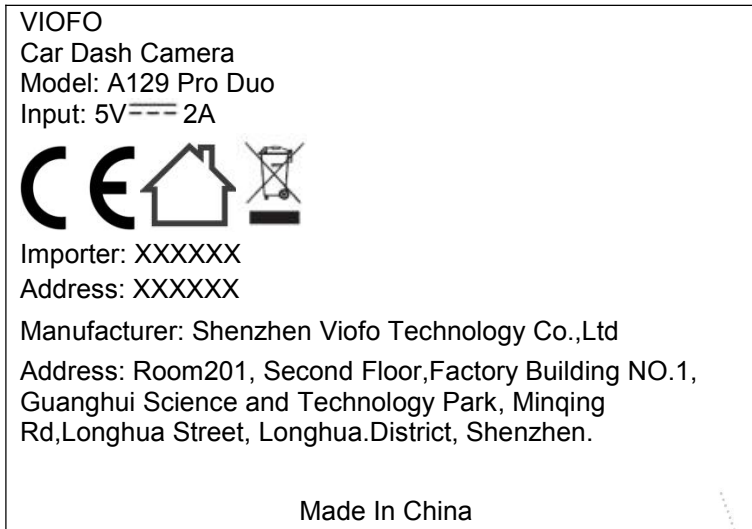 VIOFO
Car Dash Camera
Model: A129 Pro Duo
Input: 5V⎓2A
CE
Importer: XXXXXX
Address: XXXXXX
Manufacturer: Shenzhen Viofo Technology Co.,Ltd
Address: Room201, Second Floor,Factory Building NO.1,
Guanghui Science and Technology Park, Minqing
Rd,Longhua Street, Longhua.District, Shenzhen.
Made In China